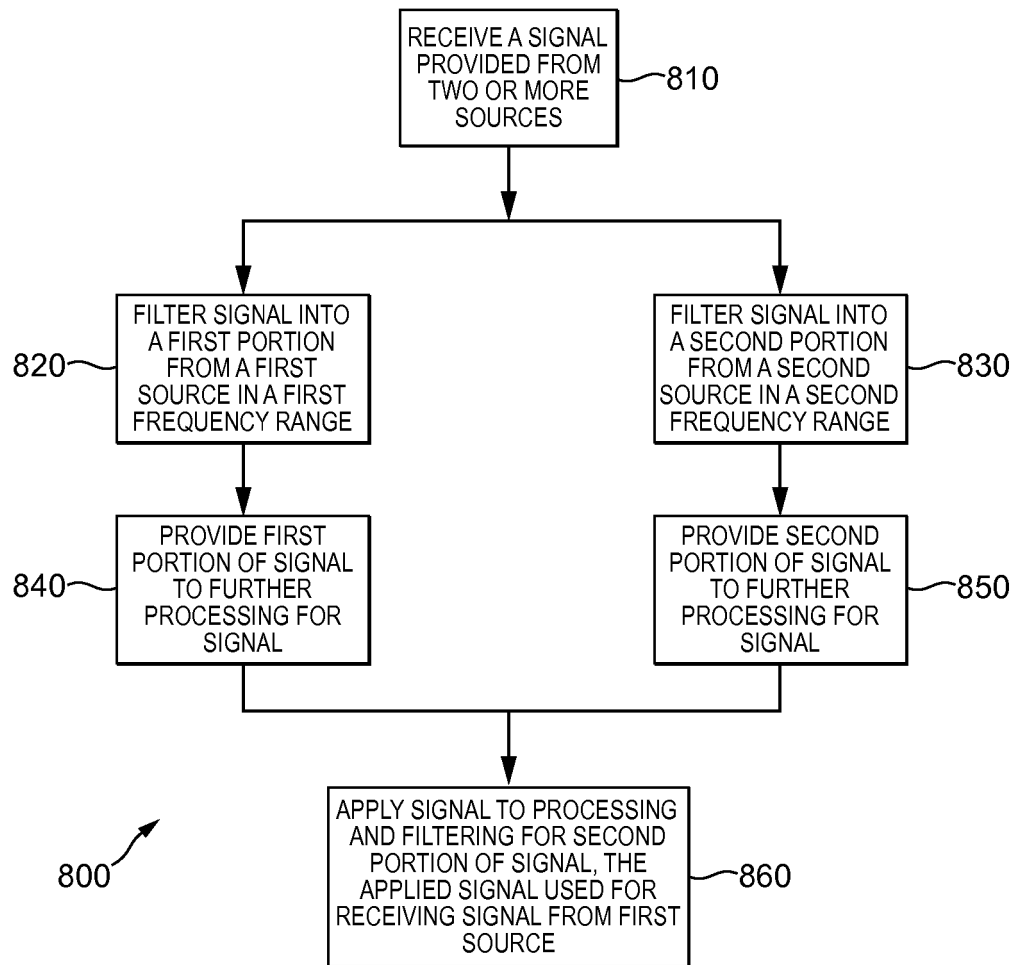 RECEIVE A SIGNAL
PROVIDED FROM
TWO OR MORE
SOURCES
810
FILTER SIGNAL INTO
A FIRST PORTION
FROM A FIRST
SOURCE IN A FIRST
FREQUENCY RANGE
820
FILTER SIGNAL INTO
A SECOND PORTION
FROM A SECOND
SOURCE IN A SECOND
FREQUENCY RANGE
830
PROVIDE FIRST
PORTION OF SIGNAL
TO FURTHER
PROCESSING FOR
SIGNAL
840
PROVIDE SECOND
PORTION OF SIGNAL
TO FURTHER
PROCESSING FOR
SIGNAL
850
APPLY SIGNAL TO PROCESSING
AND FILTERING FOR SECOND
PORTION OF SIGNAL, THE
APPLIED SIGNAL USED FOR
RECEIVING SIGNAL FROM FIRST
SOURCE
860
800